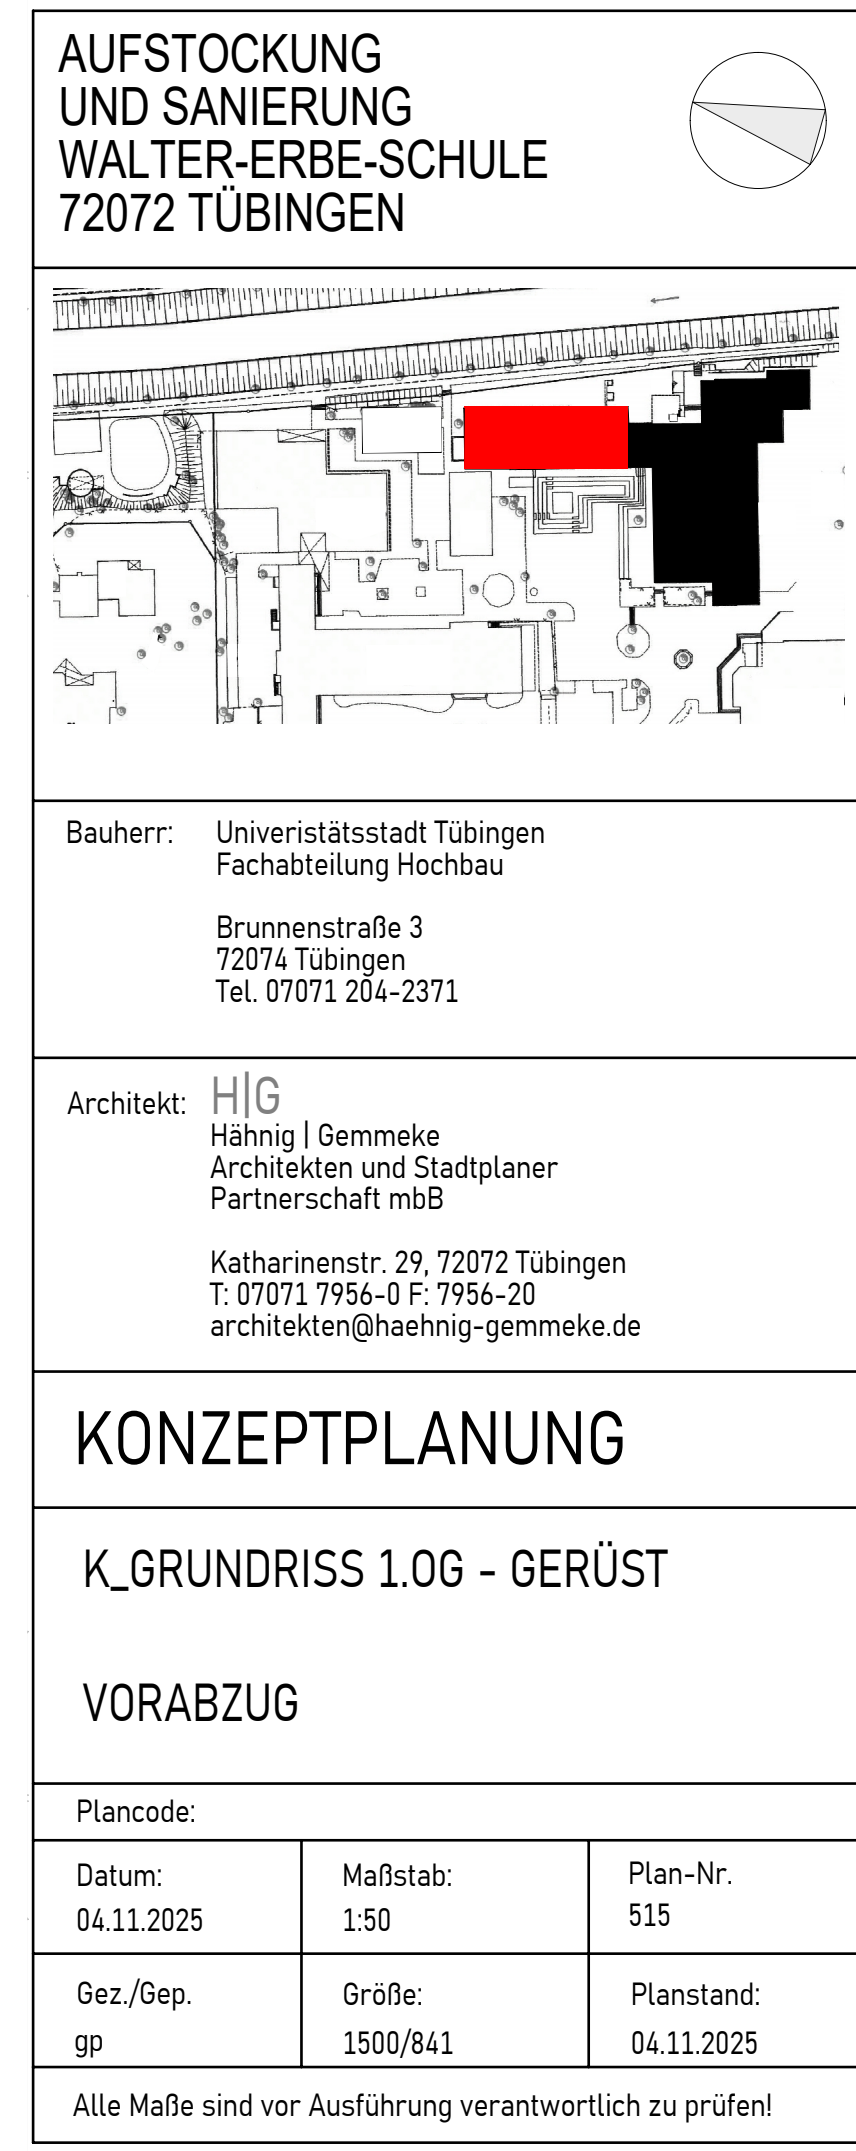 AUFSTOCKUNG
UND SANIERUNG
WALTER-ERBE-SCHULE
72072 TÜBINGEN
Bauherr: Univeristätsstadt Tübingen
Fachabteilung Hochbau
Brunnenstraße 3
72074 Tübingen
Tel. 07071 204-2371
Architekt: H|G
Hähnig | Gemmeke
Architekten und Stadtplaner
Partnerschaft mbB
Katharinenstr. 29, 72072 Tübingen
T: 07071 7956-0 F: 7956-20
architekten@haehnig-gemmeke.de
KONZEPTPLANUNG
K_GRUNDRISS 1.OG - GERÜST
VORABZUG
Plancode:
Datum: Maßstab: Plan-Nr.
04.11.2025 1:50 515
Gez./Gep. Größe: Planstand:
gp 1500/841 04.11.2025
Alle Maße sind vor Ausführung verantwortlich zu prüfen!